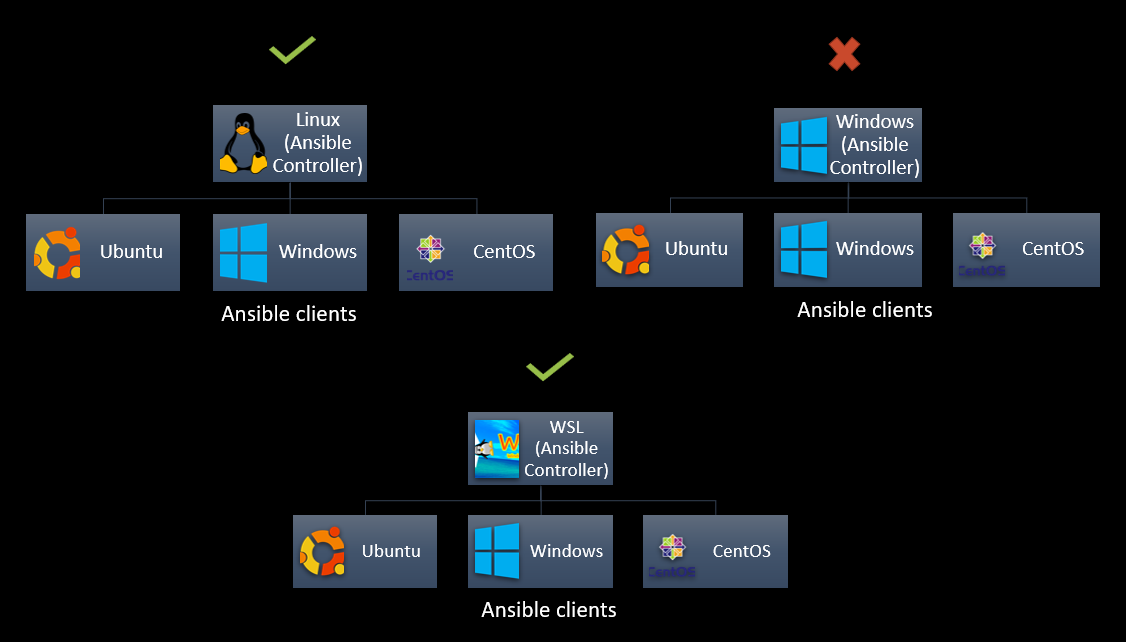 Linux
(Ansible
Controller)
Ubuntu
Windows
CentOS
CentOS
Ansible clients
Windows
(Ansible
Controller)
Ubuntu
Windows
CentOS
CentOS
Ansible clients
WSL
(Ansible
Controller)
W
Ubuntu
Windows
CentOS
CentOS
Ansible clients